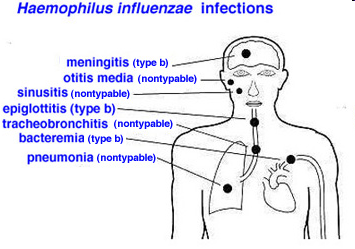 Haemophilus influenzae infections
meningitis (type b)
otitis media (nontypable)
sinusitis (nontypable)
epiglottitis (type b)
tracheobronchitis (nontypable)
bacteremia (type b)
pneumonia (nontypable)